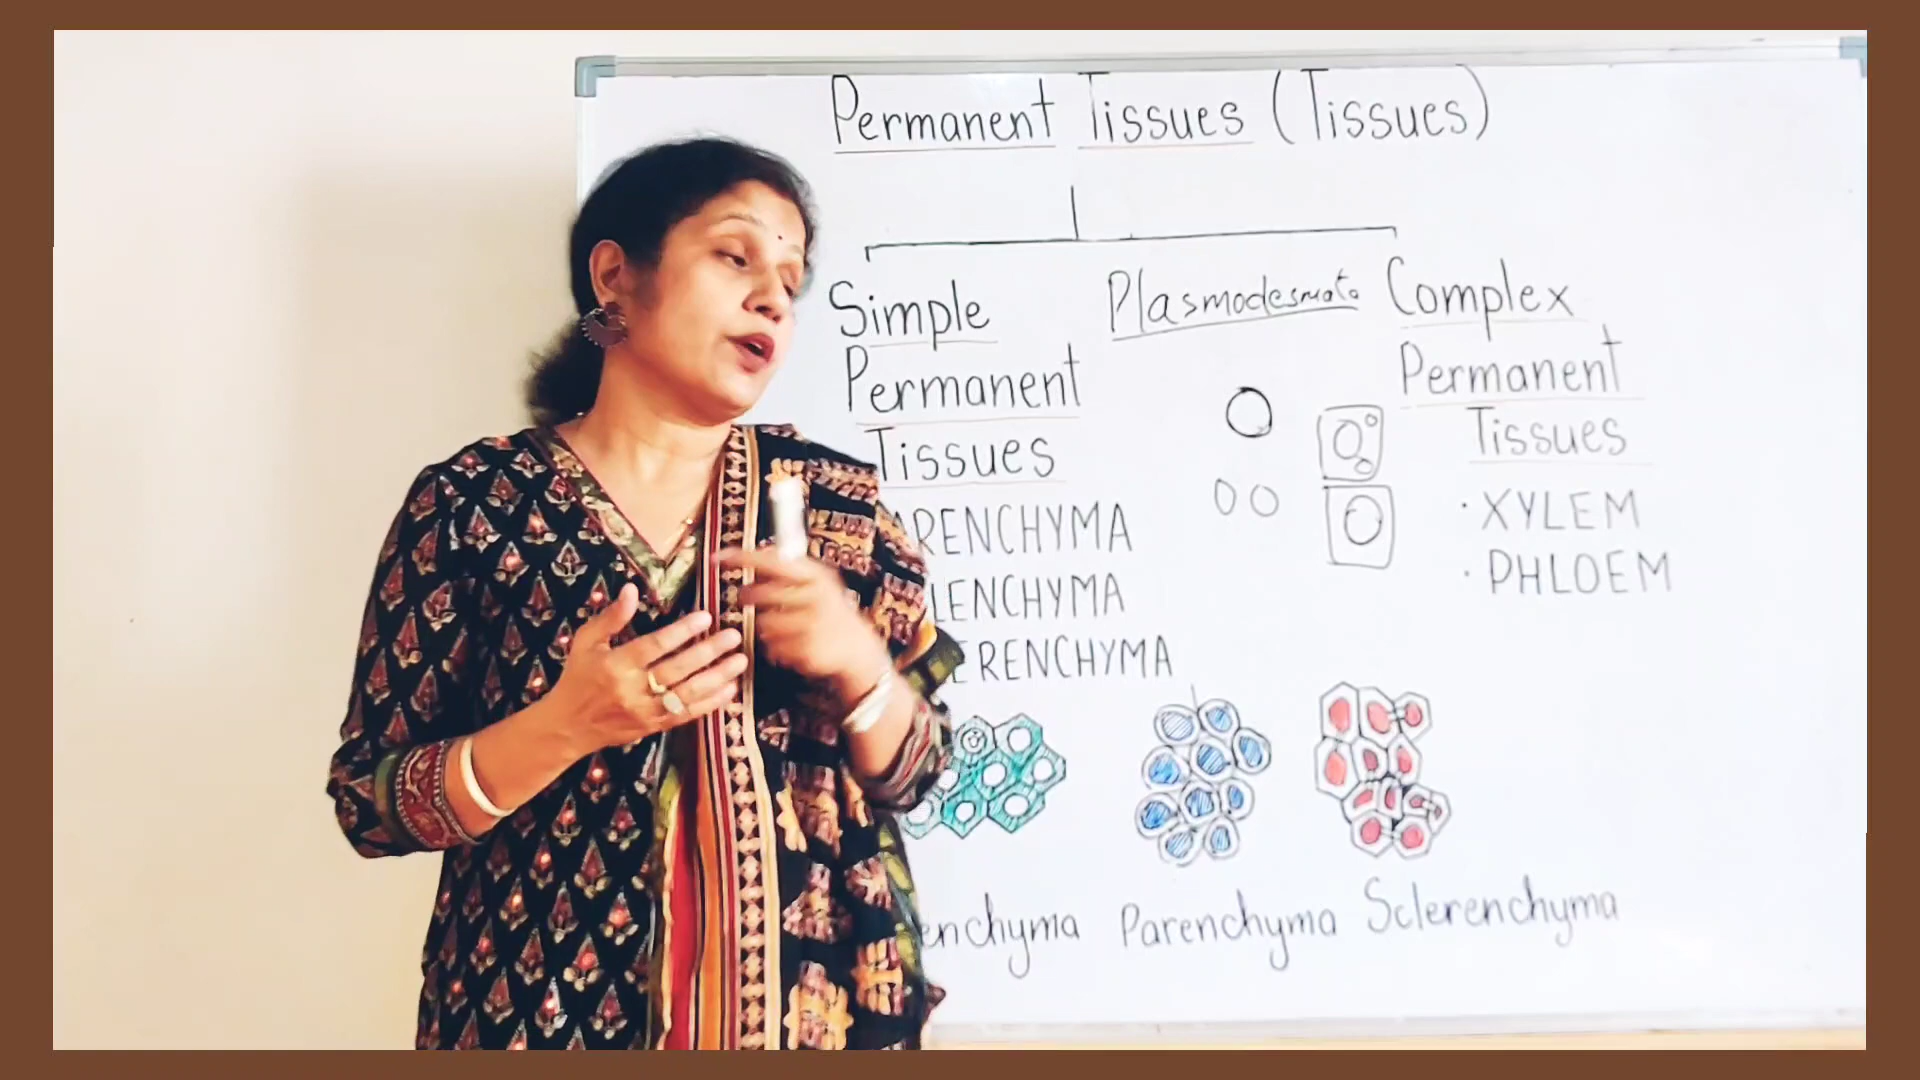 Permanent Tissues (Tissues)
Simple
Permanent
Tissues
RENCHYMA
LENCHYMA
ERENCHYMA
Plasmodesmata
Complex
Permanent
Tissues
· XYLEM
· PHLOEM
enchyma Parenchyma Sclerenchyma